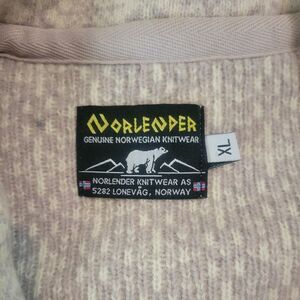 NORLENDER
GENUINE NORWEGIAN KNITWEAR
NORLENDER KNITWEAR AS
5282 LONEVÅG, NORWAY
XL